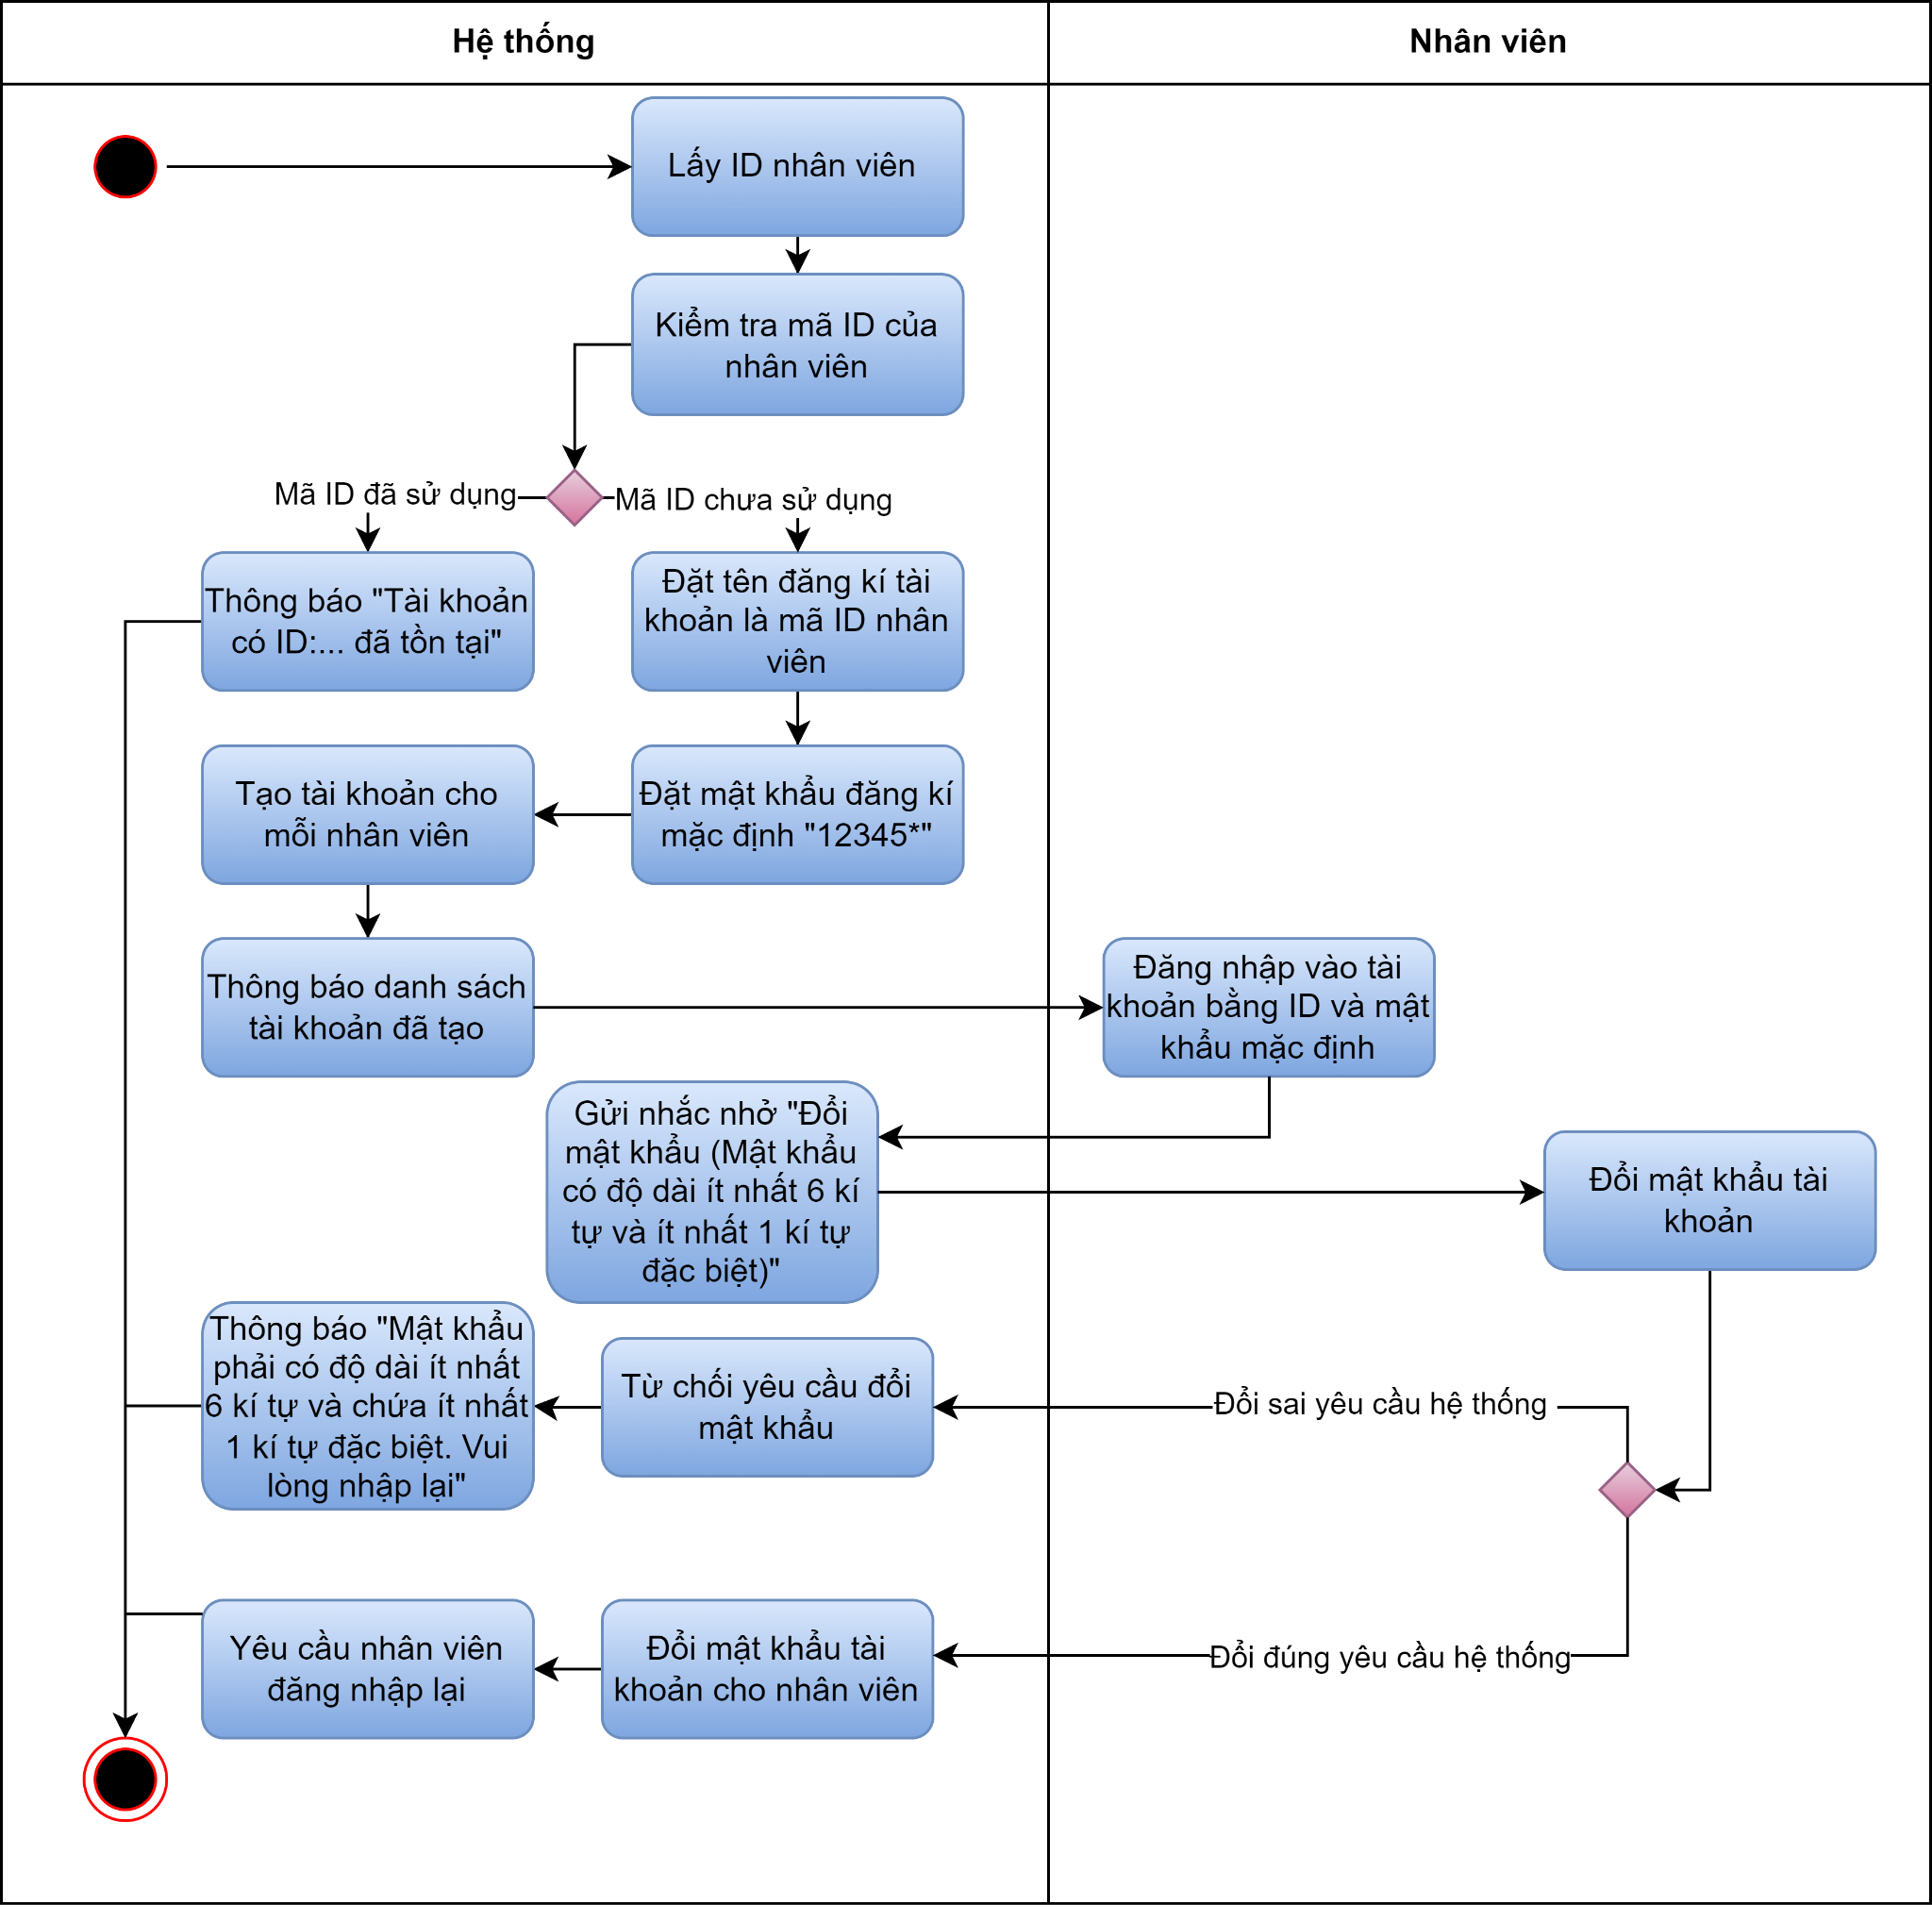 Hệ thống
Nhân viên
Lấy ID nhân viên
Kiểm tra mã ID của
nhân viên
Mã ID đã sử dụng
Mã ID chưa sử dụng
Thông báo "Tài khoản
có ID:... đã tồn tại"
Đặt tên đăng kí tài
khoản là mã ID nhân
viên
Tạo tài khoản cho
mỗi nhân viên
Đặt mật khẩu đăng kí
mặc định "12345*"
Thông báo danh sách
tài khoản đã tạo
Đăng nhập vào tài
khoản bằng ID và mật
khẩu mặc định
Gửi nhắc nhở "Đổi
mật khẩu (Mật khẩu
có độ dài ít nhất 6 kí
tự và ít nhất 1 kí tự
đặc biệt)"
Đổi mật khẩu tài
khoản
Thông báo "Mật khẩu
phải có độ dài ít nhất
6 kí tự và chứa ít nhất
1 kí tự đặc biệt. Vui
lòng nhập lại"
Từ chối yêu cầu đổi
mật khẩu
Đổi sai yêu cầu hệ thống
Yêu cầu nhân viên
đăng nhập lại
Đổi mật khẩu tài
khoản cho nhân viên
Đổi đúng yêu cầu hệ thống